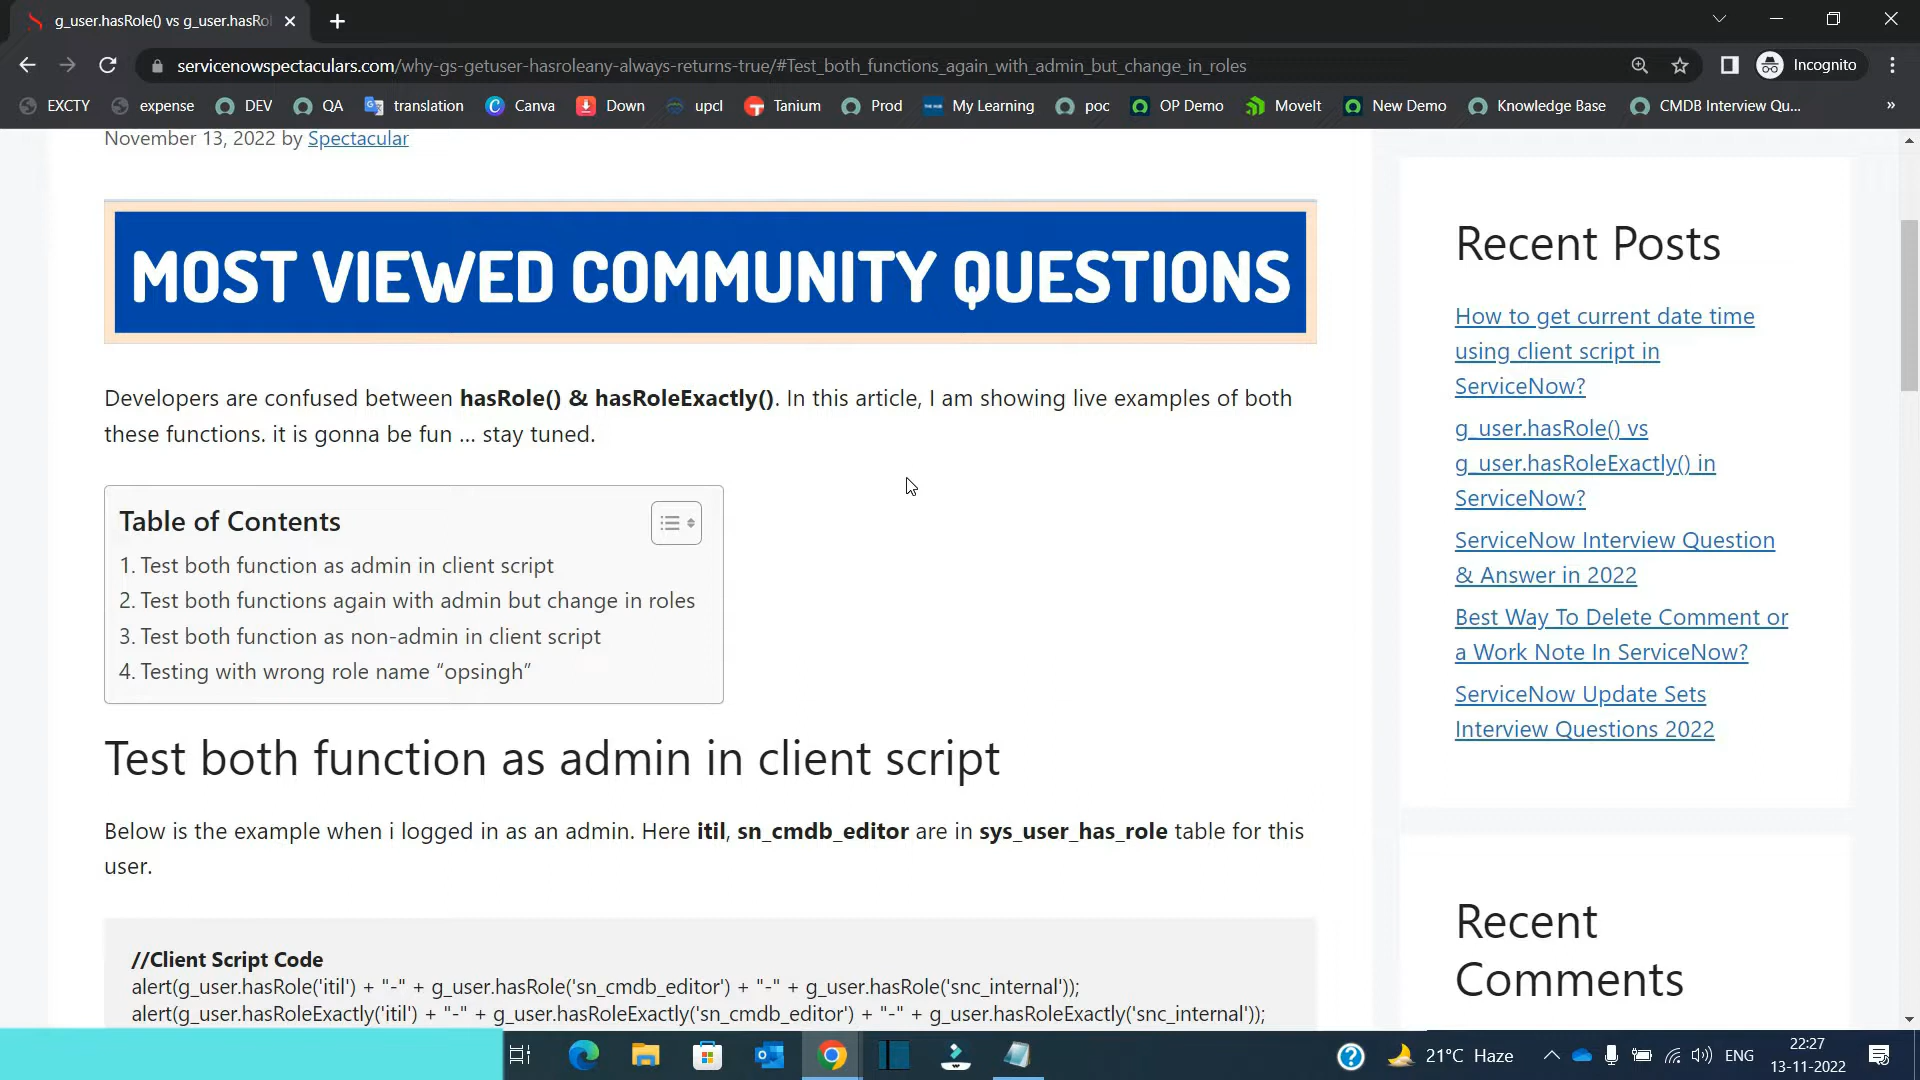 g_user.hasRole() vs g_user.hasRol
servicenowspectaculars.com/why-gs-getuser-hasroleany-always-returns-true/#Test_both_functions_again_with_admin_but_change_in_roles
Incognito
EXCTY
expense
DEV
QA
translation
Canva
Down
upcl
Tanium
Prod
My Learning
poc
OP Demo
MoveIt
New Demo
Knowledge Base
CMDB Interview Qu...
»
November 13, 2022 by Spectacular
MOST VIEWED COMMUNITY QUESTIONS
Developers are confused between hasRole() & hasRoleExactly(). In this article, I am showing live examples of both
these functions. it is gonna be fun ... stay tuned.
Table of Contents
1. Test both function as admin in client script
2. Test both functions again with admin but change in roles
3. Test both function as non-admin in client script
4. Testing with wrong role name “opsingh”
Test both function as admin in client script
Below is the example when i logged in as an admin. Here itil, sn_cmdb_editor are in sys_user_has_role table for this
user.
//Client Script Code
alert(g_user.hasRole('itil') + "-" + g_user.hasRole('sn_cmdb_editor') + "-" + g_user.hasRole('snc_internal'));
alert(g_user.hasRoleExactly('itil') + "-" + g_user.hasRoleExactly('sn_cmdb_editor') + "-" + g_user.hasRoleExactly('snc_internal'));
Recent Posts
How to get current date time
using client script in
ServiceNow?
g_user.hasRole() vs
g_user.hasRoleExactly() in
ServiceNow?
ServiceNow Interview Question
& Answer in 2022
Best Way To Delete Comment or
a Work Note In ServiceNow?
ServiceNow Update Sets
Interview Questions 2022
Recent
Comments
21°C Haze
ENG
22:27
13-11-2022